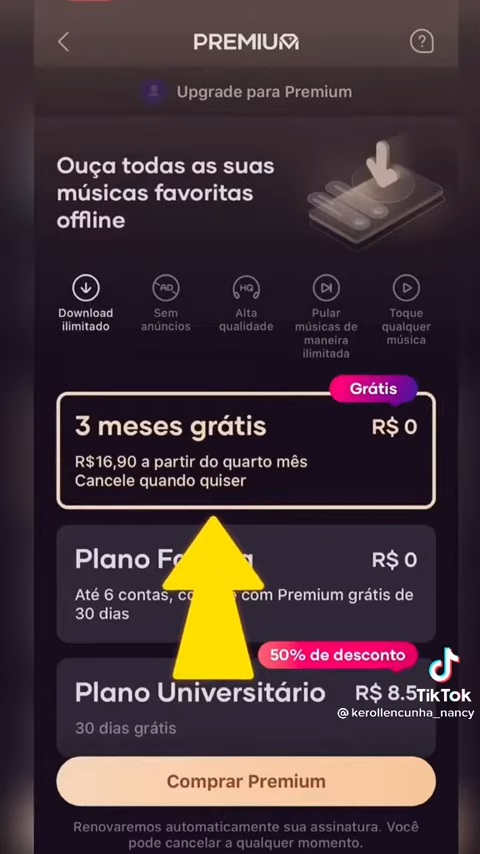 PREMIUM
?
Upgrade para Premium
Ouça todas as suas
músicas favoritas
offline
AD
HQ
Download
ilimitado
Sem
anúncios
Alta
qualidade
Pular
músicas de
maneira
ilimitada
Toque
qualquer
música
Grátis
3 meses grátis
R$ 0
R$16,90 a partir do quarto mês
Cancele quando quiser
Plano
R$ 0
Até 6 contas, com Premium grátis de
30 dias
50% de desconto
Plano Universitário
R$ 8.5
TikTok
@kerollencunha_nancy
30 dias grátis
Comprar Premium
Renovaremos automaticamente sua assinatura. Você
pode cancelar a qualquer momento.